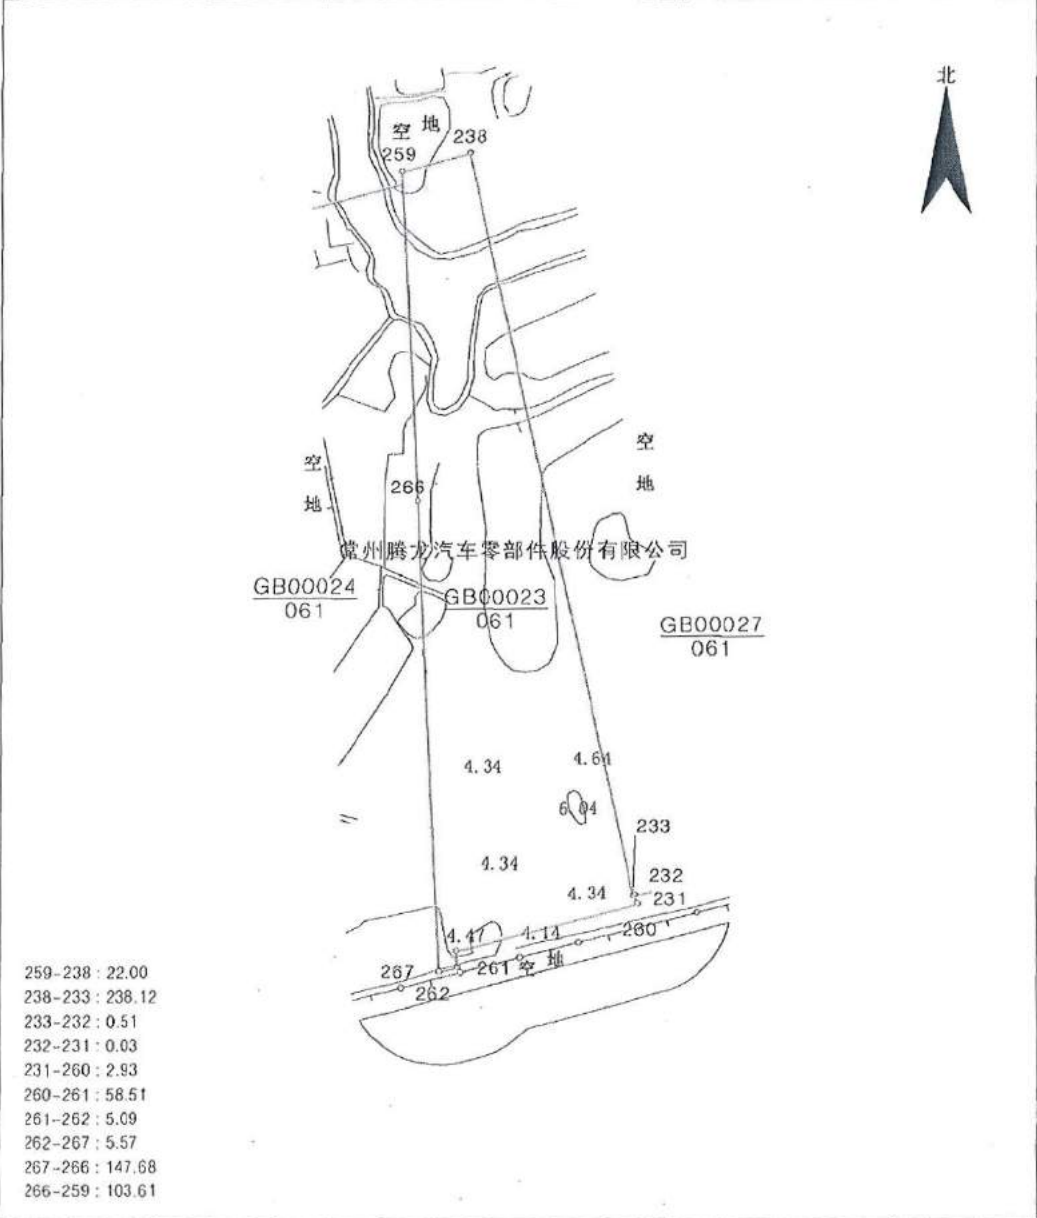 北
空 地
238
259
空
地
空
地
266
常州腾龙汽车零部件股份有限公司
GB00024
061
GB00023
061
GB00027
061
4.34
4.64
6.04
233
4.34
232
4.34
231
4.47
4.14
260
267
261
空 地
262
259-238 : 22.00
238-233 : 238.12
233-232 : 0.51
232-231 : 0.03
231-260 : 2.93
260-261 : 58.51
261-262 : 5.09
262-267 : 5.57
267-266 : 147.68
266-259 : 103.61